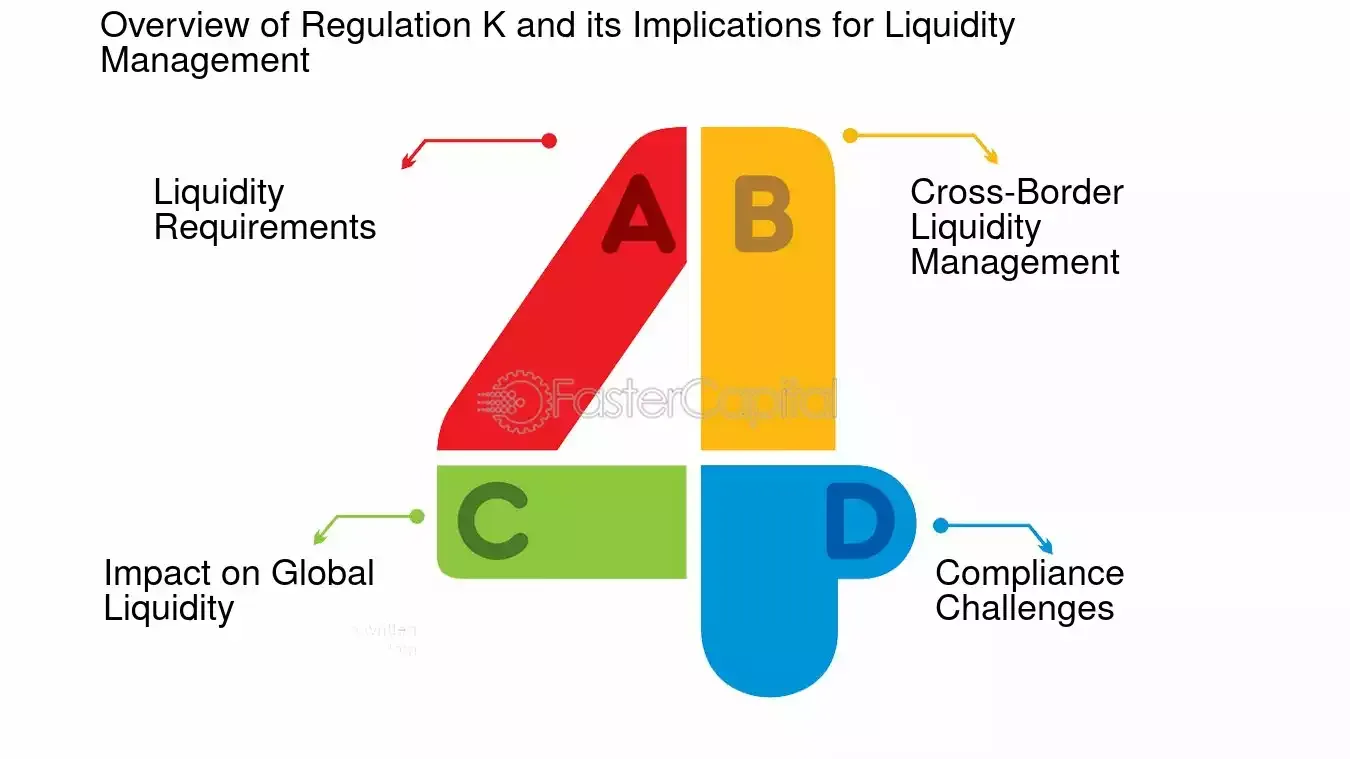 Overview of Regulation K and its Implications for Liquidity
Management
A
B
Liquidity
Requirements
Cross-Border
Liquidity
Management
FasterCapital
C
D
Impact on Global
Liquidity
Compliance
Challenges